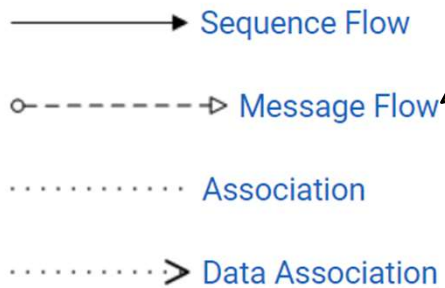 Sequence Flow
Message Flow
Association
Data Association